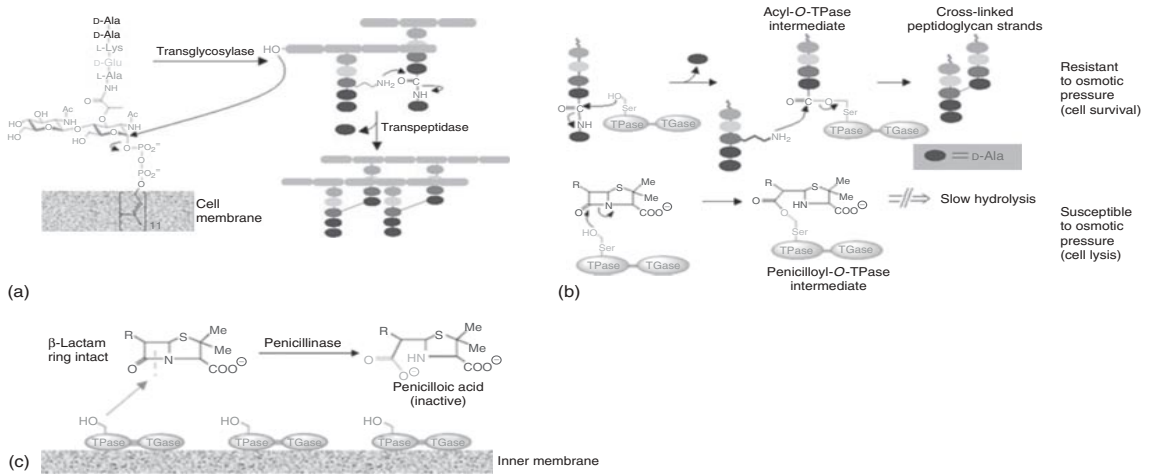 D-Ala
D-Ala
L-Lys
D-Glu
L-Ala
NH
O
HO
HO
O
HO
NH
Ac
O
HO
O
NH
Ac
O
O
PO₂⁻
O
PO₂⁻
O
11
Cell
membrane
Transglycosylase
HO
NH₂
O
C
NH
Transpeptidase
(a)
O
C
NH
HO
Ser
TPase
TGase
Acyl-O-TPase
intermediate
O
C
O
Ser
TPase
TGase
NH₂
Cross-linked
peptidoglycan strands
Resistant
to osmotic
pressure
(cell survival)
D-Ala
R
S
Me
Me
N
O
COO⊖
HO
Ser
TPase
TGase
R
S
Me
Me
HN
O
O
COO⊖
Ser
TPase
TGase
Penicilloyl-O-TPase
intermediate
Slow hydrolysis
Susceptible
to osmotic
pressure
(cell lysis)
(b)
β-Lactam
ring intact
R
S
Me
Me
N
O
COO⊖
Penicillinase
R
S
Me
Me
HN
O
O⊖
COO⊖
Penicilloic acid
(inactive)
HO
TPase
TGase
HO
TPase
TGase
HO
TPase
TGase
Inner membrane
(c)